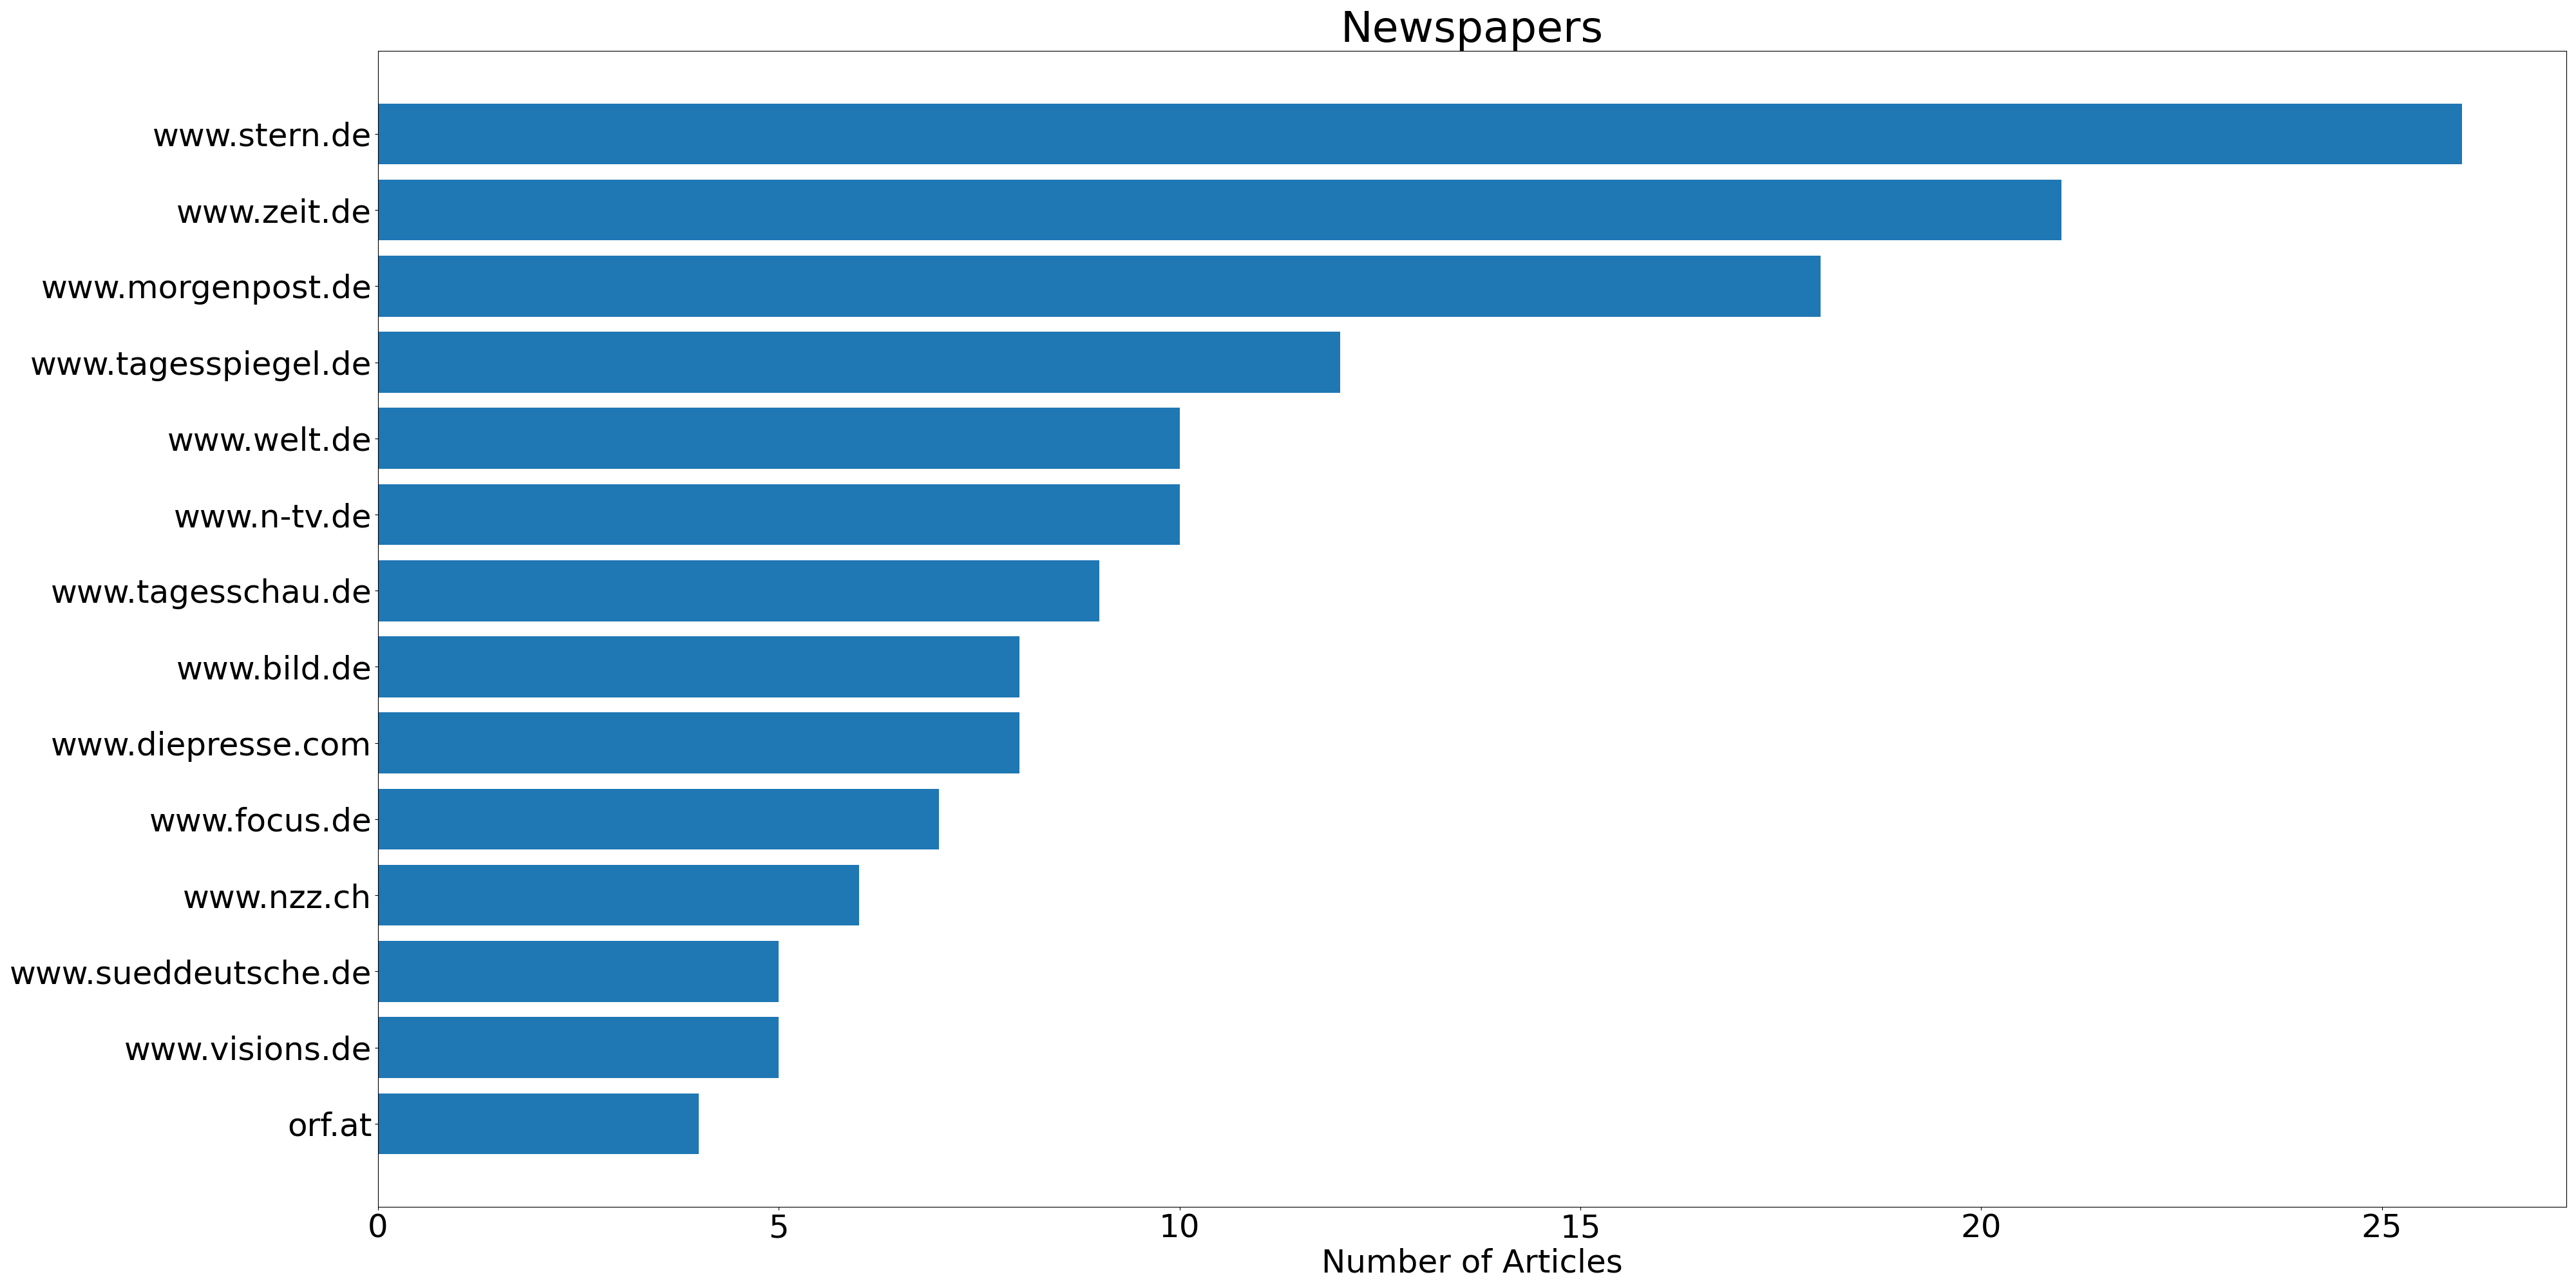 Newspapers
www.stern.de
www.zeit.de
www.morgenpost.de
www.tagesspiegel.de
www.welt.de
www.n-tv.de
www.tagesschau.de
www.bild.de
www.diepresse.com
www.focus.de
www.nzz.ch
www.sueddeutsche.de
www.visions.de
orf.at
0 5 10 15 20 25
Number of Articles